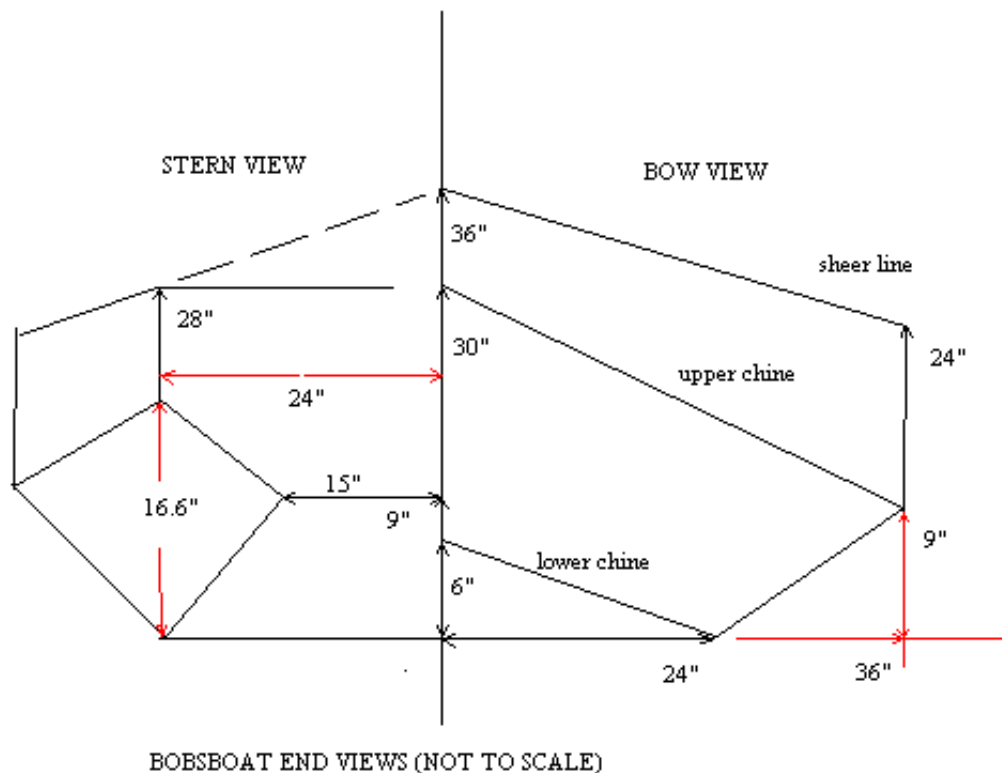 STERN VIEW
BOW VIEW
36"
sheer line
28"
30"
24"
upper chine
24"
15"
16.6"
9"
9"
lower chine
6"
24"
36"
BOBSBOAT END VIEWS (NOT TO SCALE)